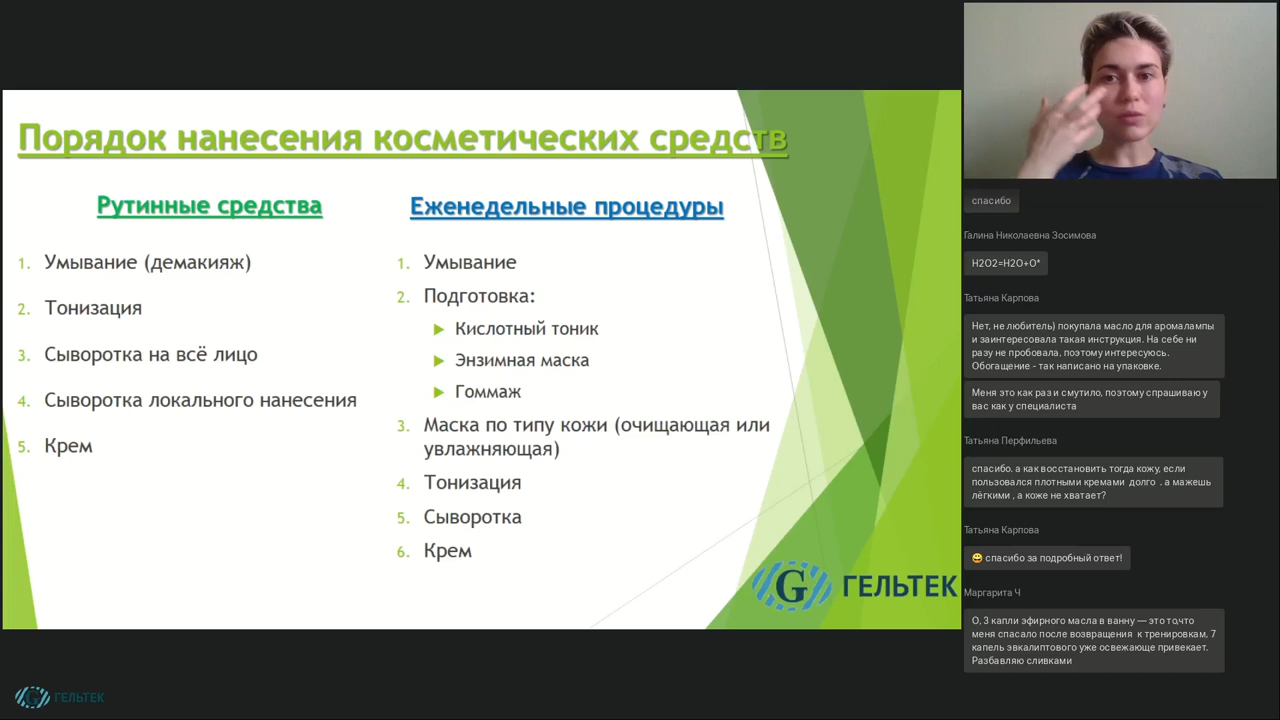 Порядок нанесения косметических средств
Рутинные средства
1. Умывание (демакияж)
2. Тонизация
3. Сыворотка на всё лицо
4. Сыворотка локального нанесения
5. Крем
Еженедельные процедуры
1. Умывание
2. Подготовка:
Кислотный тоник
Энзимная маска
Гоммаж
3. Маска по типу кожи (очищающая или
увлажняющая)
4. Тонизация
5. Сыворотка
6. Крем
G ГЕЛЬТЕК
спасибо
Галина Николаевна Зосимова
H2O2=H2O+O*
Татьяна Карпова
Нет, не любитель) покупала масло для аромалампы
и заинтересовала такая инструкция. На себе ни
разу не пробовала, поэтому интересуюсь.
Обогащение - так написано на упаковке.
Меня это как раз и смутило, поэтому спрашиваю у
вас как у специалиста
Татьяна Перфильева
спасибо. а как восстановить тогда кожу, если
пользовался плотными кремами долго . а мажешь
лёгкими , а коже не хватает?
Татьяна Карпова
😀 спасибо за подробный ответ!
Маргарита Ч
О, 3 капли эфирного масла в ванну — это то,что
меня спасало после возвращения к тренировкам, 7
капель эвкалиптового уже освежающе привекает.
Разбавляю сливками
G ГЕЛЬТЕК